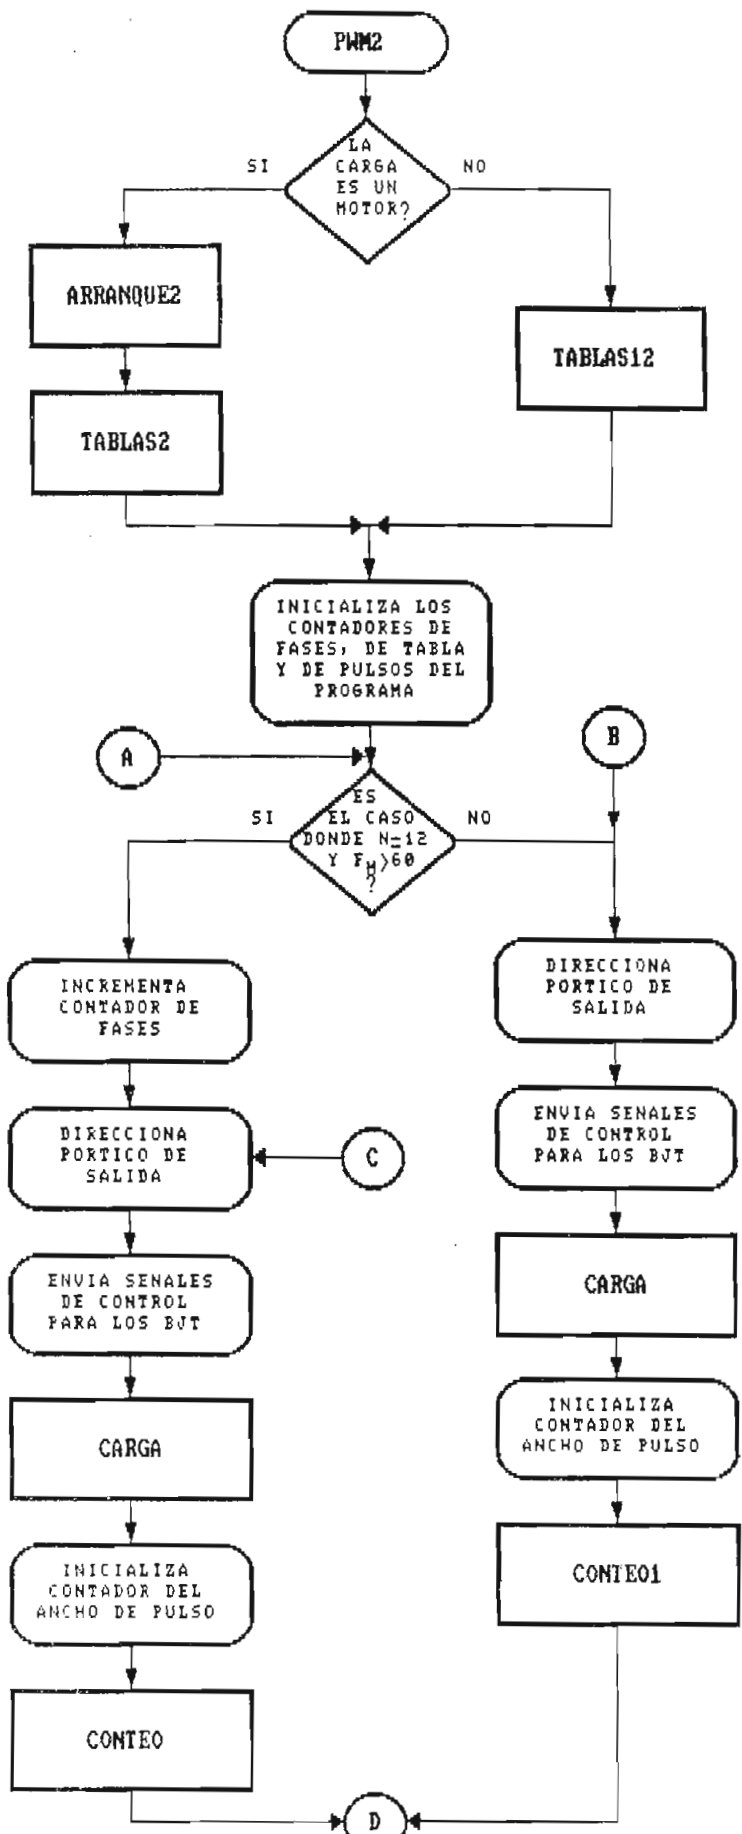 PWM2
LA
CARGA
ES UN
MOTOR?
SI
NO
ARRANQUE2
TABLAS12
TABLAS2
INICIALIZA LOS
CONTADORES DE
FASES, DE TABLA
Y DE PULSOS DEL
PROGRAMA
A
B
ES
EL CASO
DONDE N=12
Y FM>60
?
SI
NO
INCREMENTA
CONTADOR DE
FASES
DIRECCIONA
PORTICO DE
SALIDA
DIRECCIONA
PORTICO DE
SALIDA
C
ENVIA SENALES
DE CONTROL
PARA LOS BJT
ENVIA SENALES
DE CONTROL
PARA LOS BJT
CARGA
CARGA
INICIALIZA
CONTADOR DEL
ANCHO DE PULSO
INICIALIZA
CONTADOR DEL
ANCHO DE PULSO
CONTEO1
CONTEO
D